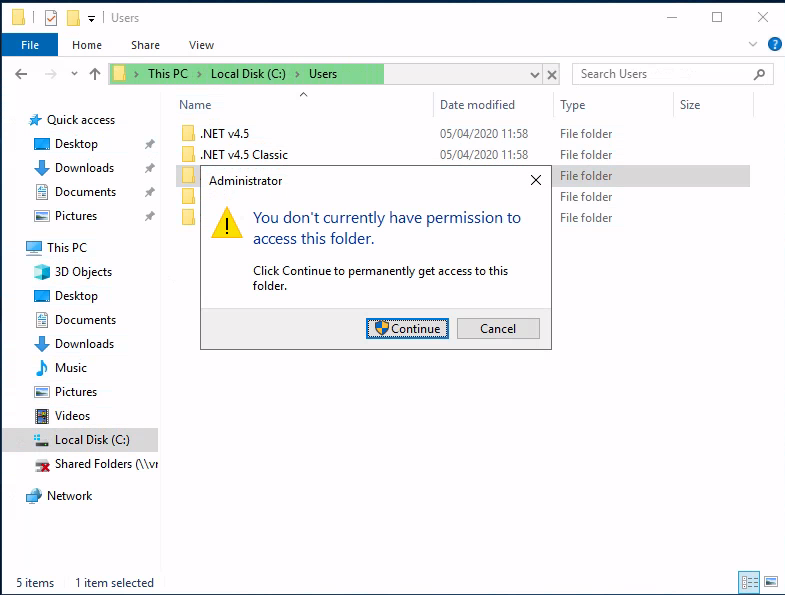 Users
File Home Share View
This PC Local Disk (C:) Users Search Users
Name Date modified Type Size
Quick access
Desktop
Downloads
Documents
Pictures
This PC
3D Objects
Desktop
Documents
Downloads
Music
Pictures
Videos
Local Disk (C:)
Shared Folders (\\vr
Network
.NET v4.5 05/04/2020 11:58 File folder
.NET v4.5 Classic 05/04/2020 11:58 File folder
File folder
File folder
File folder
Administrator
You don't currently have permission to
access this folder.
Click Continue to permanently get access to this
folder.
Continue Cancel
5 items 1 item selected